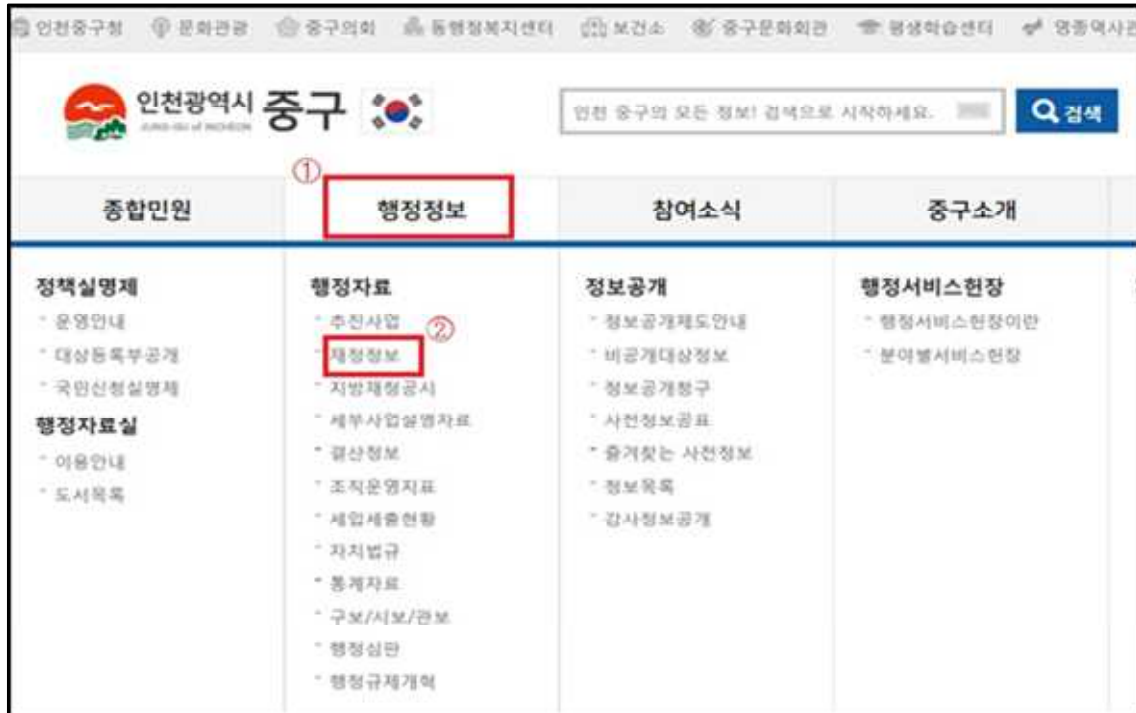 인천중구청 문화관광 중구의회 동행정복지센터 보건소 중구문화회관 평생학습센터 영종역사관
인천광역시 중구
JUNG-GU of INCHEON
인천 중구의 모든 정보! 검색으로 시작하세요.
검색
①
종합민원 행정정보 참여소식 중구소개
정책실명제
운영안내
대상등록부공개
국민신청실명제
행정자료실
이용안내
도서목록
행정자료
추진사업
②
재정정보
지방재정공시
세부사업설명자료
결산정보
조직운영지표
세입세출현황
자치법규
통계자료
구보/시보/관보
행정심판
행정규제개혁
정보공개
정보공개제도안내
비공개대상정보
정보공개청구
사전정보공표
즐겨찾는 사전정보
정보목록
감사정보공개
행정서비스헌장
행정서비스헌장이란
분야별서비스헌장